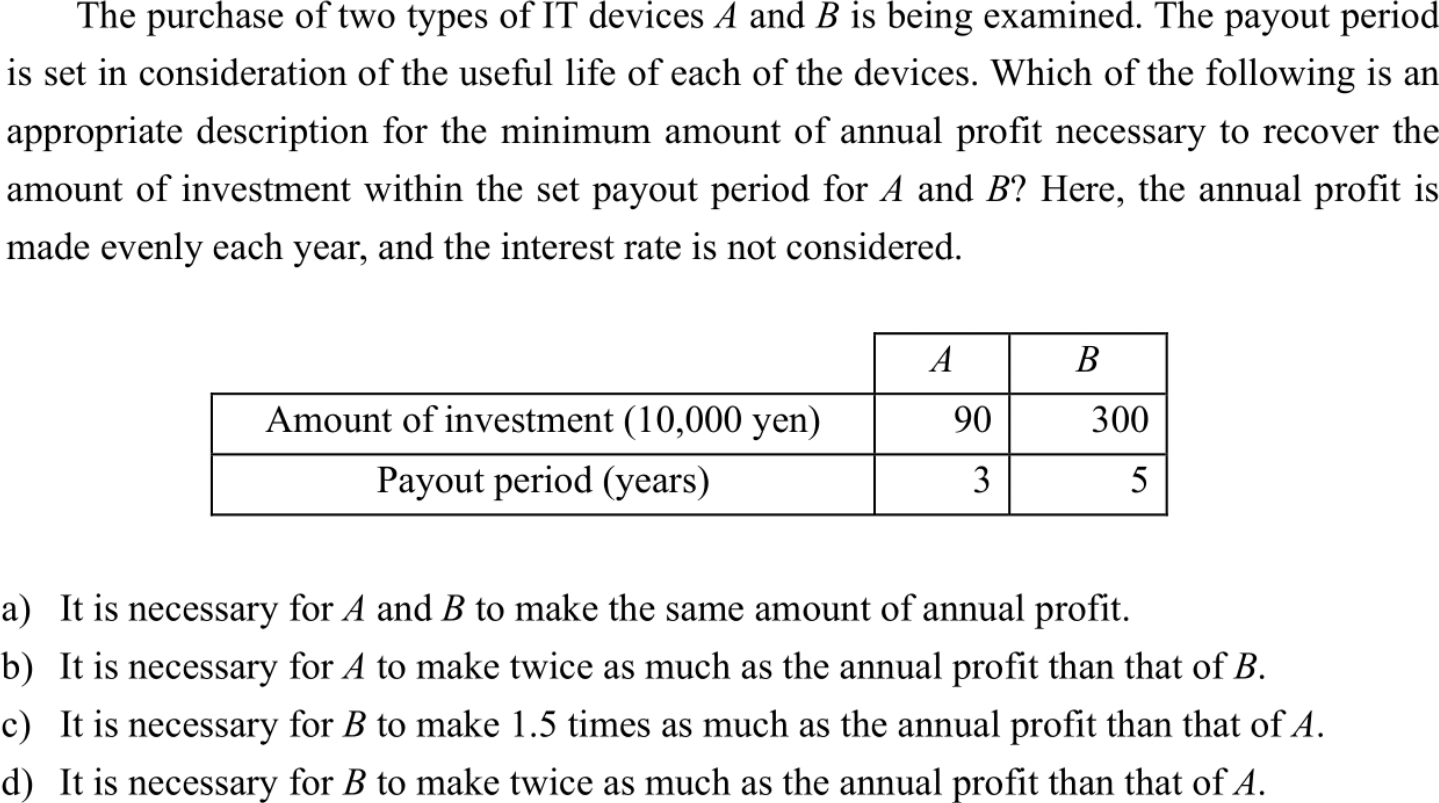 The purchase of two types of IT devices A and B is being examined. The payout period
is set in consideration of the useful life of each of the devices. Which of the following is an
appropriate description for the minimum amount of annual profit necessary to recover the
amount of investment within the set payout period for A and B? Here, the annual profit is
made evenly each year, and the interest rate is not considered.
A B
Amount of investment (10,000 yen) 90 300
Payout period (years) 3 5
a) It is necessary for A and B to make the same amount of annual profit.
b) It is necessary for A to make twice as much as the annual profit than that of B.
c) It is necessary for B to make 1.5 times as much as the annual profit than that of A.
d) It is necessary for B to make twice as much as the annual profit than that of A.